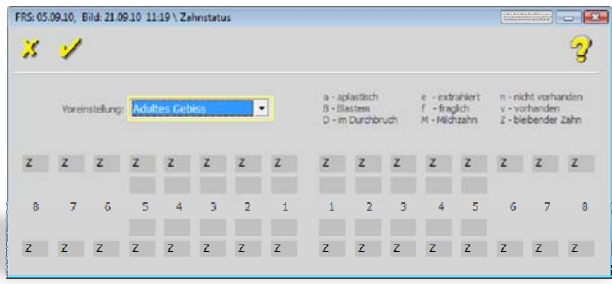 FRS: 05.09.10, Bild: 21.09.10 11:19 \ Zahnstatus
Voreinstellung: Adultes Gebiss
a - aplastisch e - extrahiert n - nicht vorhanden
B - Blastem f - fraglich v - vorhanden
D - im Durchbruch M - Milchzahn Z - bleibender Zahn
Z Z Z Z Z Z Z Z Z Z Z Z Z Z Z Z
8 7 6 5 4 3 2 1 1 2 3 4 5 6 7 8
Z Z Z Z Z Z Z Z Z Z Z Z Z Z Z Z